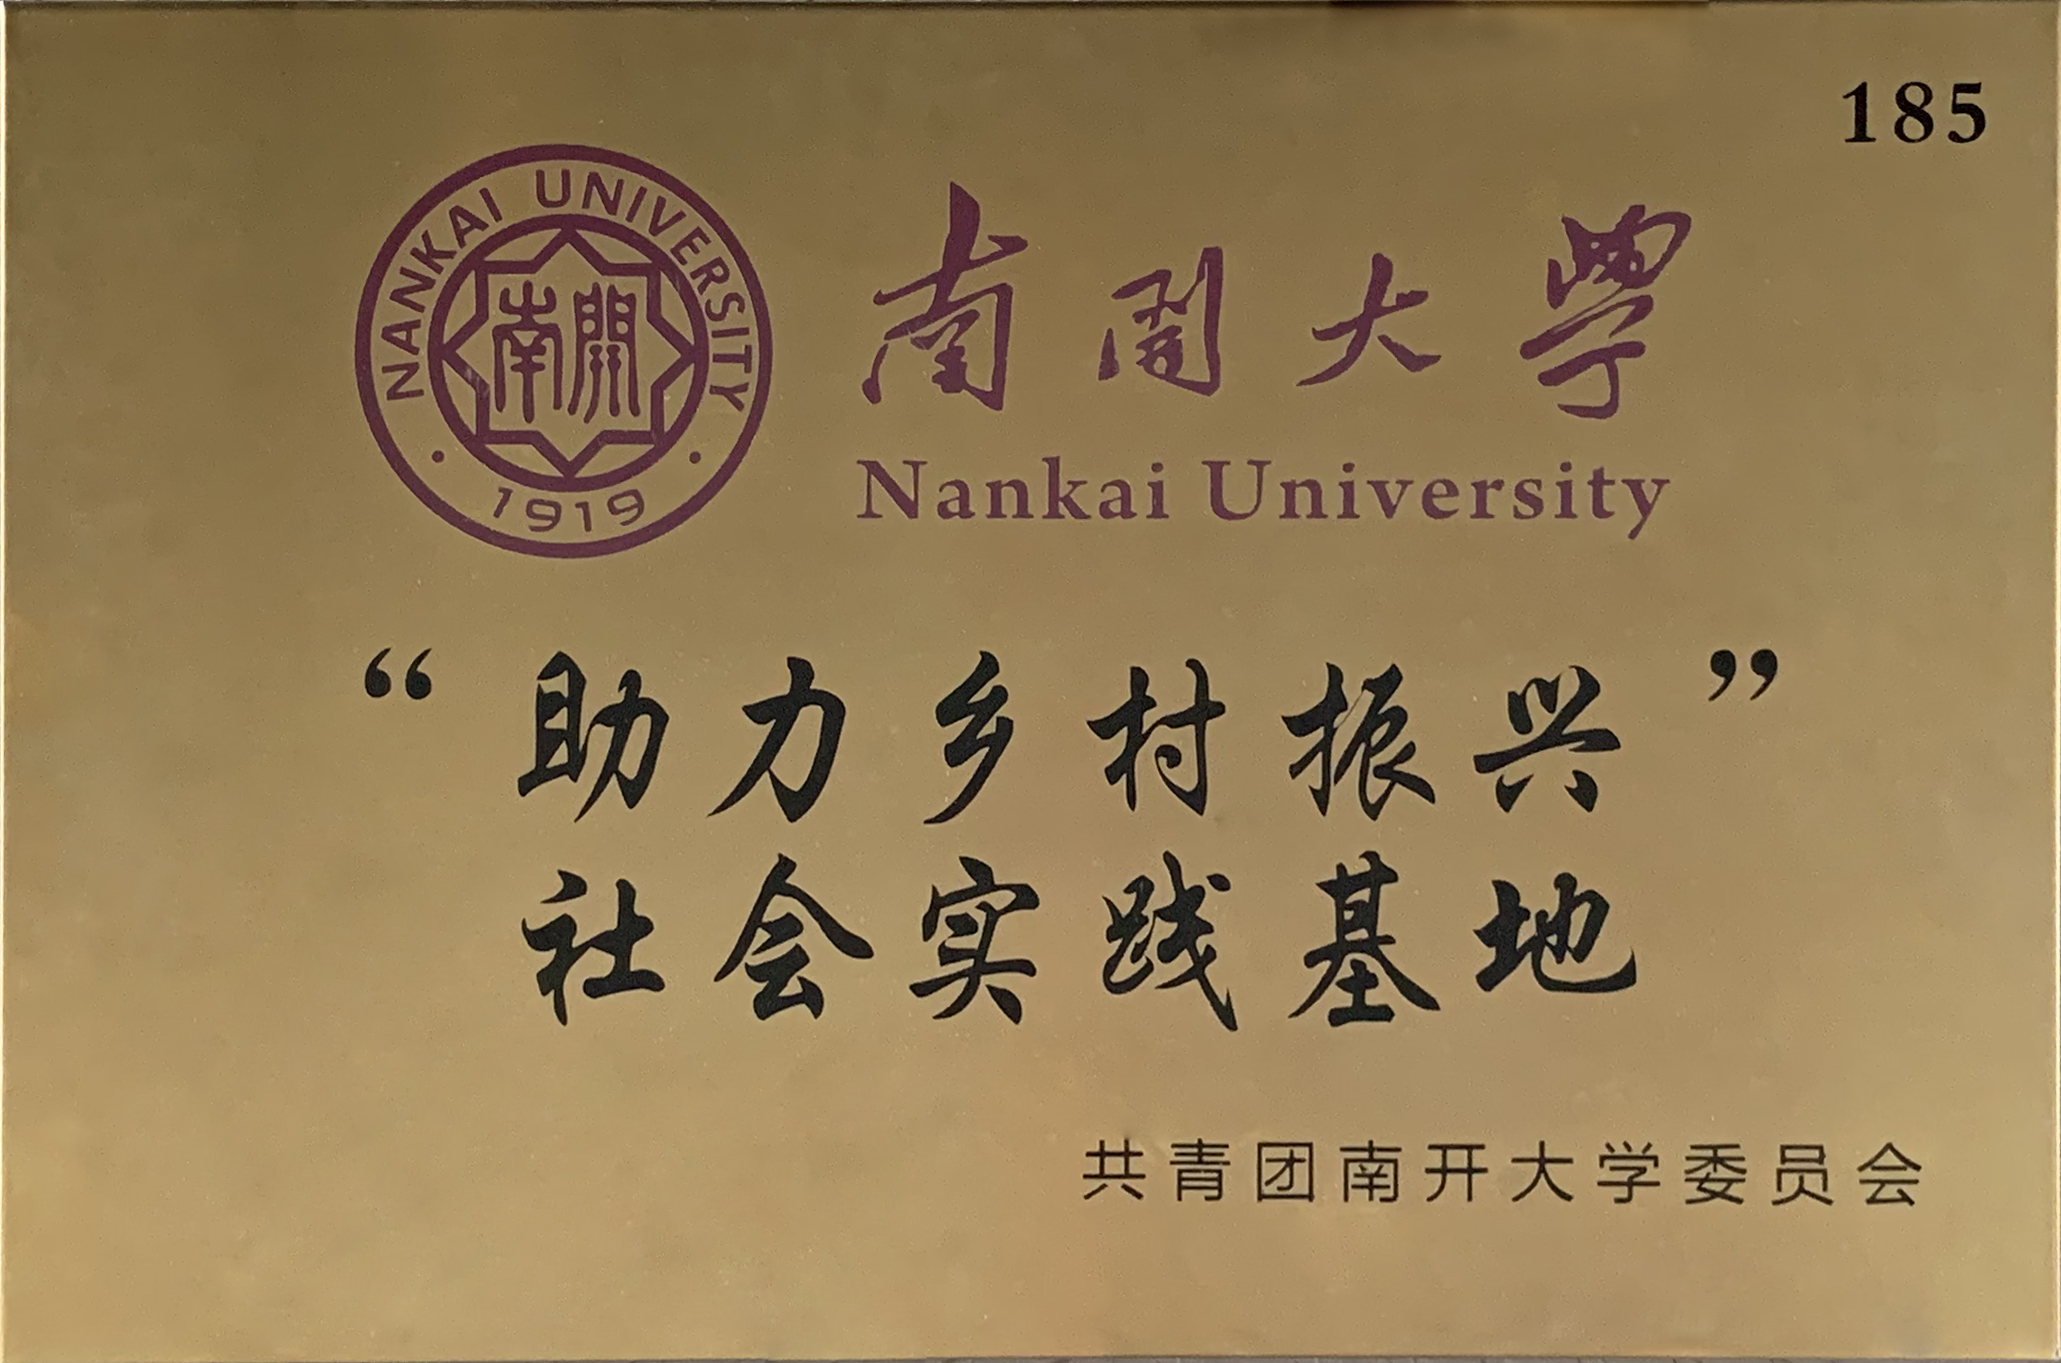 185
NANKAI UNIVERSITY
南開
1919
南開大學
Nankai University
“助力乡村振兴”
社会实践基地
共青团南开大学委员会